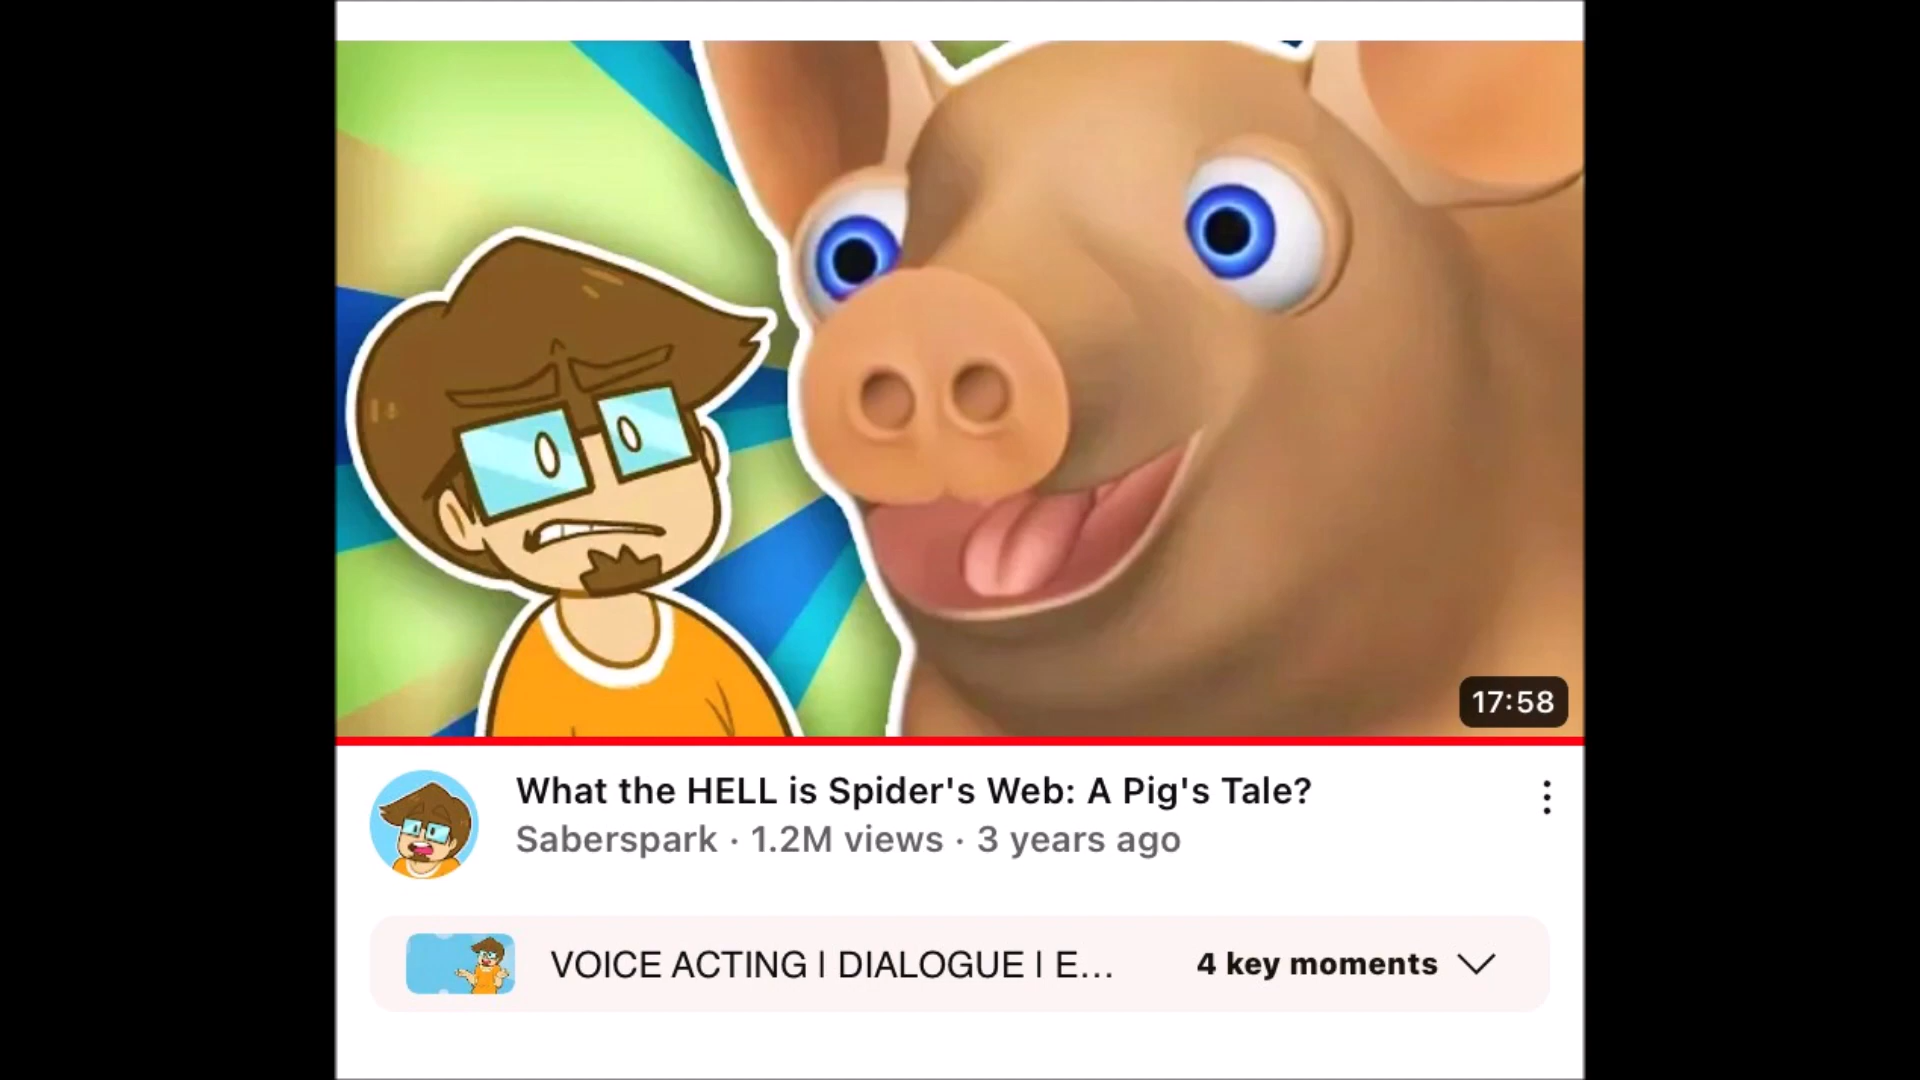 17:58
What the HELL is Spider's Web: A Pig's Tale?
Saberspark · 1.2M views · 3 years ago
VOICE ACTING | DIALOGUE | E... 4 key moments